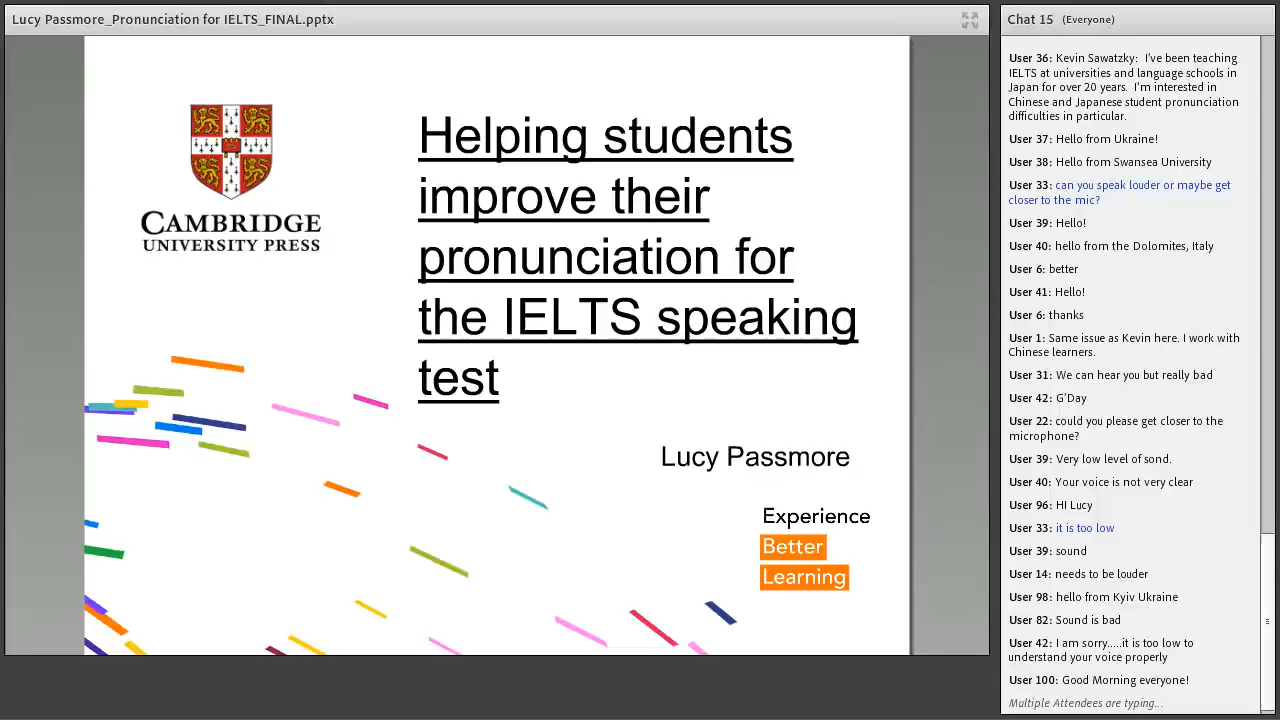 Lucy Passmore_Pronunciation for IELTS_FINAL.pptx
CAMBRIDGE
UNIVERSITY PRESS
Helping students
improve their
pronunciation for
the IELTS speaking
test
Lucy Passmore
Experience
Better
Learning
Chat 15 (Everyone)
User 36: Kevin Sawatzky: I've been teaching
IELTS at universities and language schools in
Japan for over 20 years. I'm interested in
Chinese and Japanese student pronunciation
difficulties in particular.
User 37: Hello from Ukraine!
User 38: Hello from Swansea University
User 33: can you speak louder or maybe get
closer to the mic?
User 39: Hello!
User 40: hello from the Dolomites, Italy
User 6: better
User 41: Hello!
User 6: thanks
User 1: Same issue as Kevin here. I work with
Chinese learners.
User 31: We can hear you but really bad
User 42: G'Day
User 22: could you please get closer to the
microphone?
User 39: Very low level of sond.
User 40: Your voice is not very clear
User 96: HI Lucy
User 33: it is too low
User 39: sound
User 14: needs to be louder
User 98: hello from Kyiv Ukraine
User 82: Sound is bad
User 42: I am sorry.....it is too low to
understand your voice properly
User 100: Good Morning everyone!
Multiple Attendees are typing...